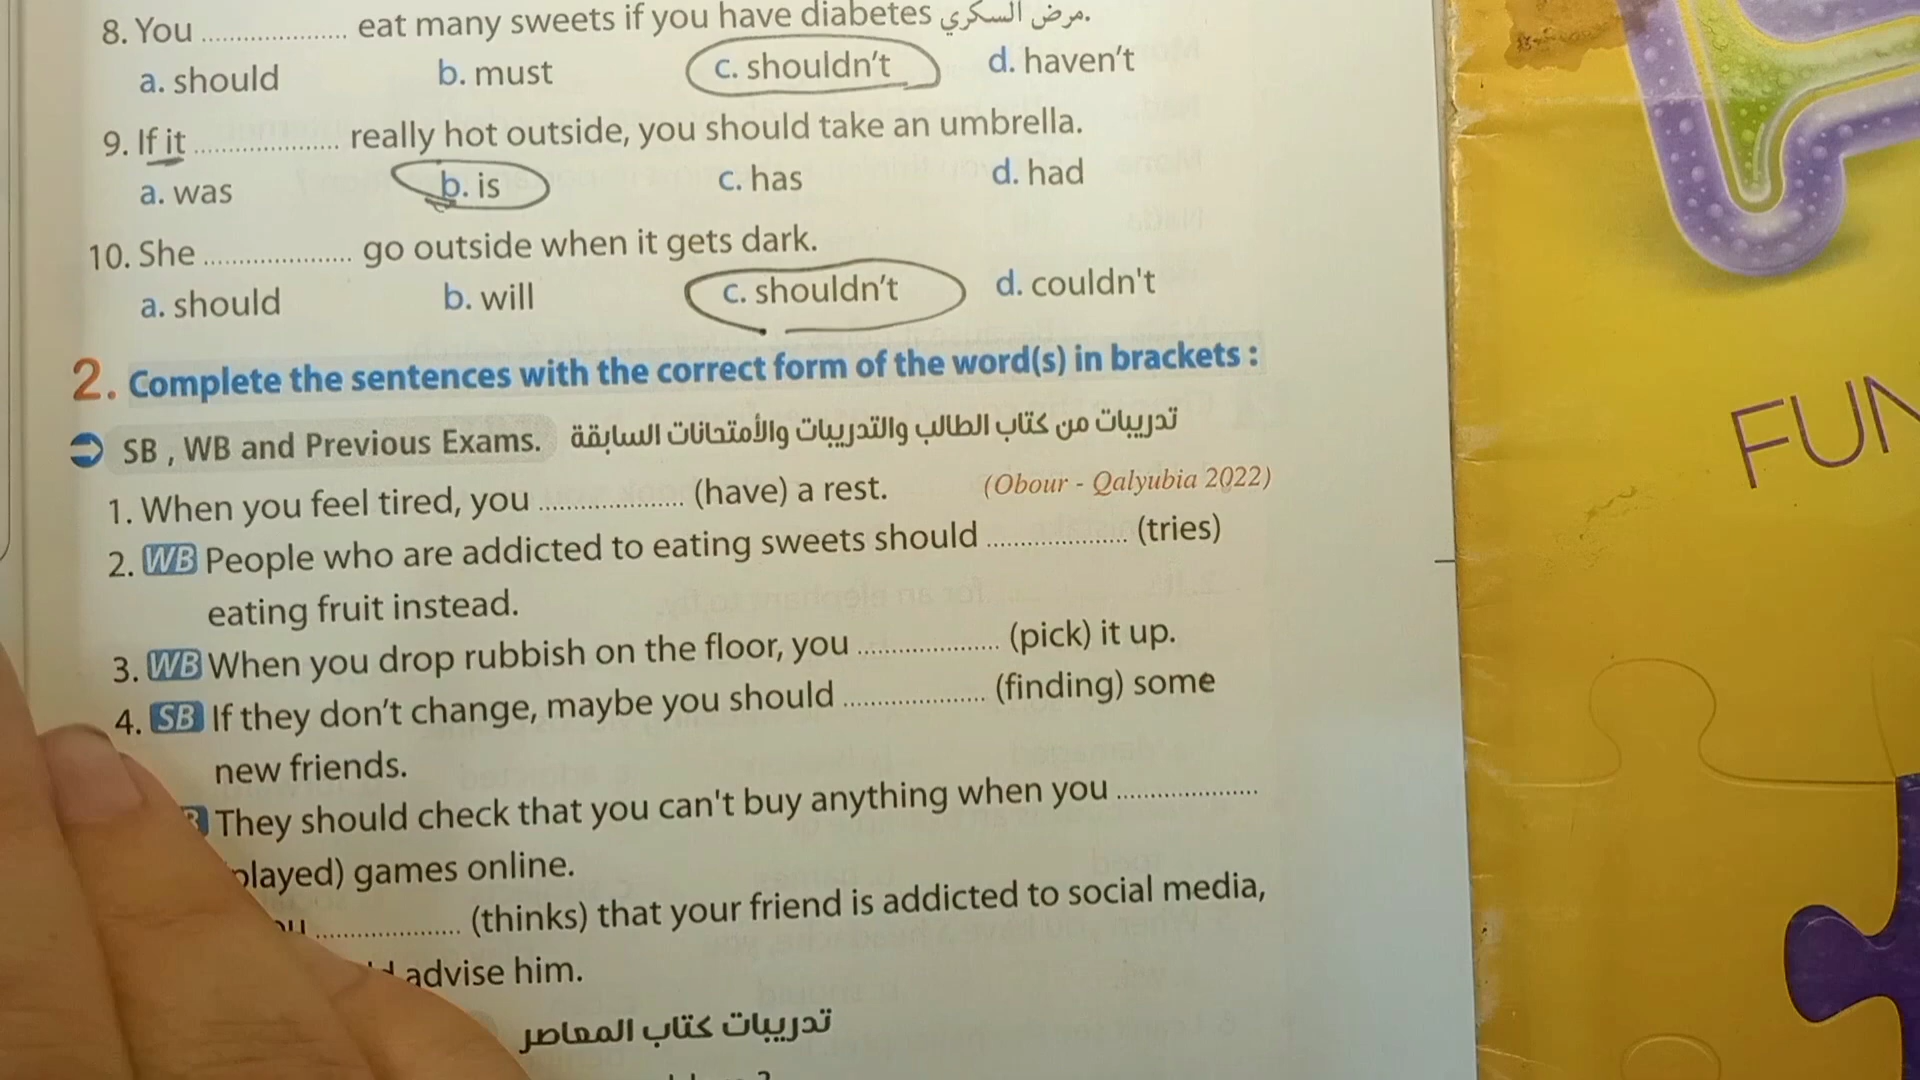 8. You .................... eat many sweets if you have diabetes مرض السكري.
a. should b. must c. shouldn't d. haven't
9. If it .................... really hot outside, you should take an umbrella.
a. was b. is c. has d. had
10. She .................... go outside when it gets dark.
a. should b. will c. shouldn't d. couldn't
2. Complete the sentences with the correct form of the word(s) in brackets :
SB , WB and Previous Exams. تدريبات من كتاب الطالب والتدريبات والأمتحانات السابقة
1. When you feel tired, you .................... (have) a rest. (Obour - Qalyubia 2022)
2. WB People who are addicted to eating sweets should .................... (tries)
eating fruit instead.
3. WB When you drop rubbish on the floor, you .................... (pick) it up.
4. SB If they don't change, maybe you should .................... (finding) some
new friends.
They should check that you can't buy anything when you ....................
played) games online.
.................... (thinks) that your friend is addicted to social media,
advise him.
تدريبات كتاب المعاصر
FUN